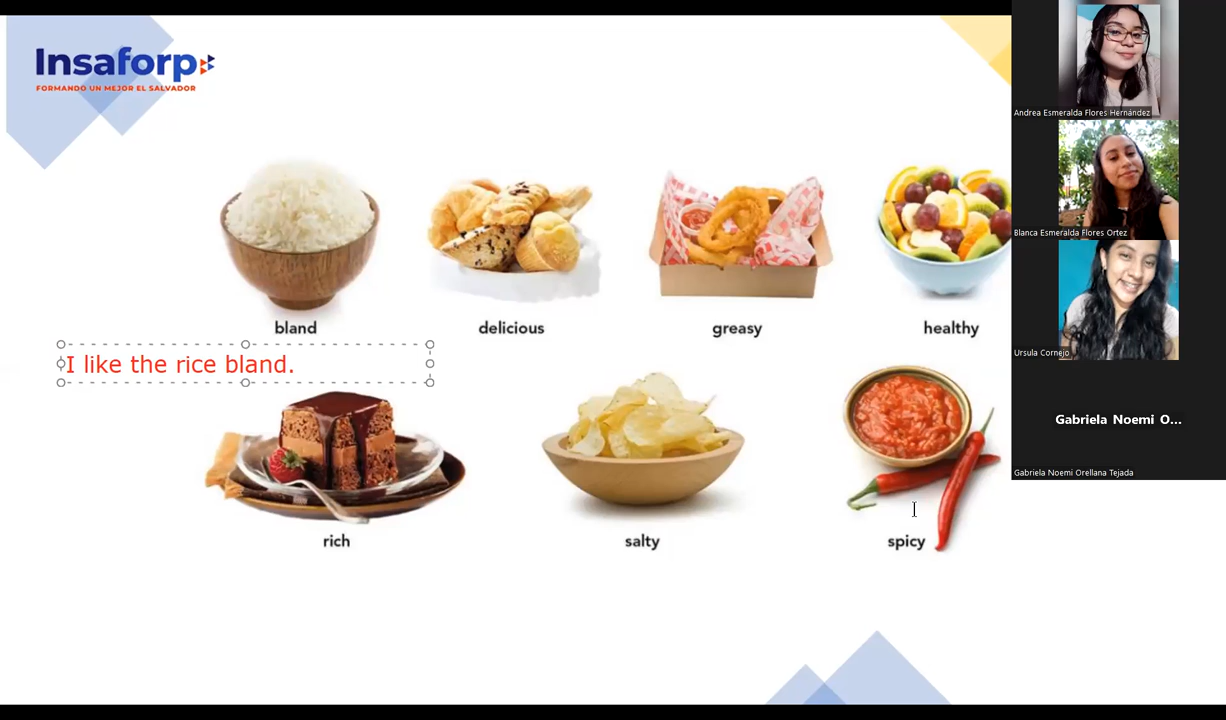 Insaforp
FORMANDO UN MEJOR EL SALVADOR
bland
delicious
greasy
healthy
I like the rice bland.
rich
salty
spicy
Andrea Esmeralda Flores Hernandez
Blanca Esmeralda Flores Ortez
Ursula Cornejo
Gabriela Noemi O...
Gabriela Noemi Orellana Tejada